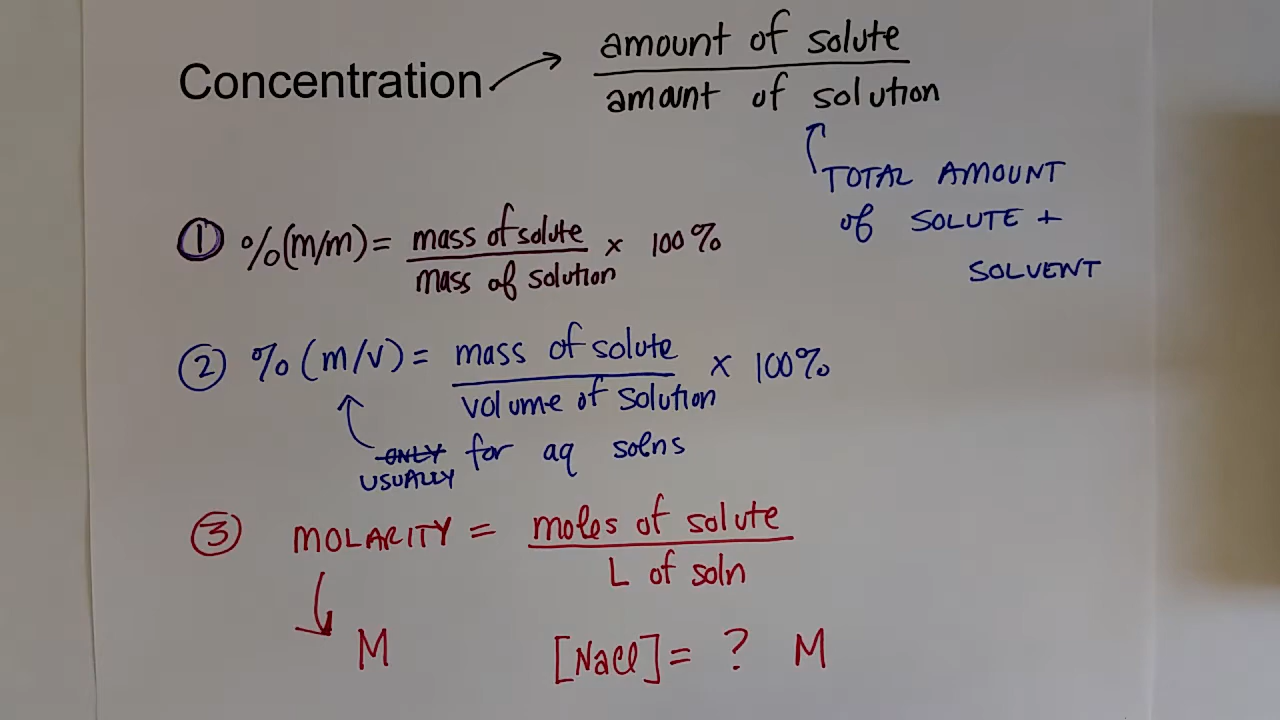 Concentration → amount of solute
amount of solution
TOTAL AMOUNT
of SOLUTE +
SOLVENT
① %(m/m) = mass of solute × 100%
mass of solution
② % (m/v) = mass of solute × 100%
volume of solution
ONLY for aq solns
USUALLY
③ MOLARITY = moles of solute
L of soln
M [NaCl] = ? M